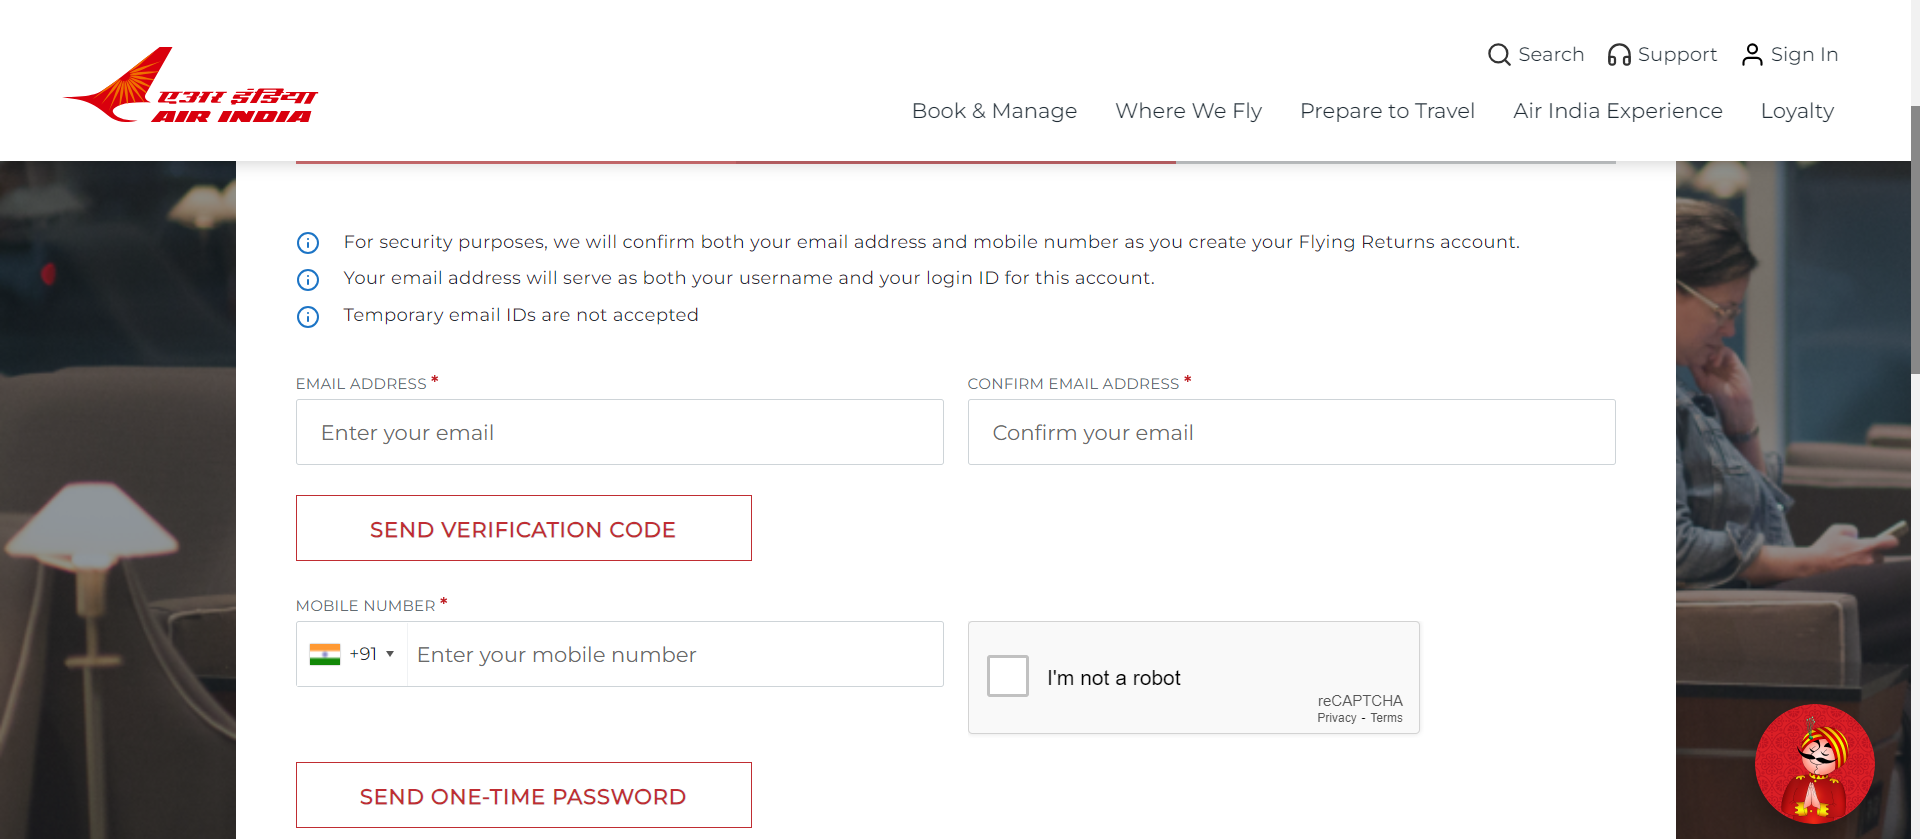 Search
Support
Sign In
एअर इंडिया
AIR INDIA
Book & Manage
Where We Fly
Prepare to Travel
Air India Experience
Loyalty
For security purposes, we will confirm both your email address and mobile number as you create your Flying Returns account.
Your email address will serve as both your username and your login ID for this account.
Temporary email IDs are not accepted
EMAIL ADDRESS *
CONFIRM EMAIL ADDRESS *
Enter your email
Confirm your email
SEND VERIFICATION CODE
MOBILE NUMBER *
+91
Enter your mobile number
I'm not a robot
reCAPTCHA
Privacy - Terms
SEND ONE-TIME PASSWORD